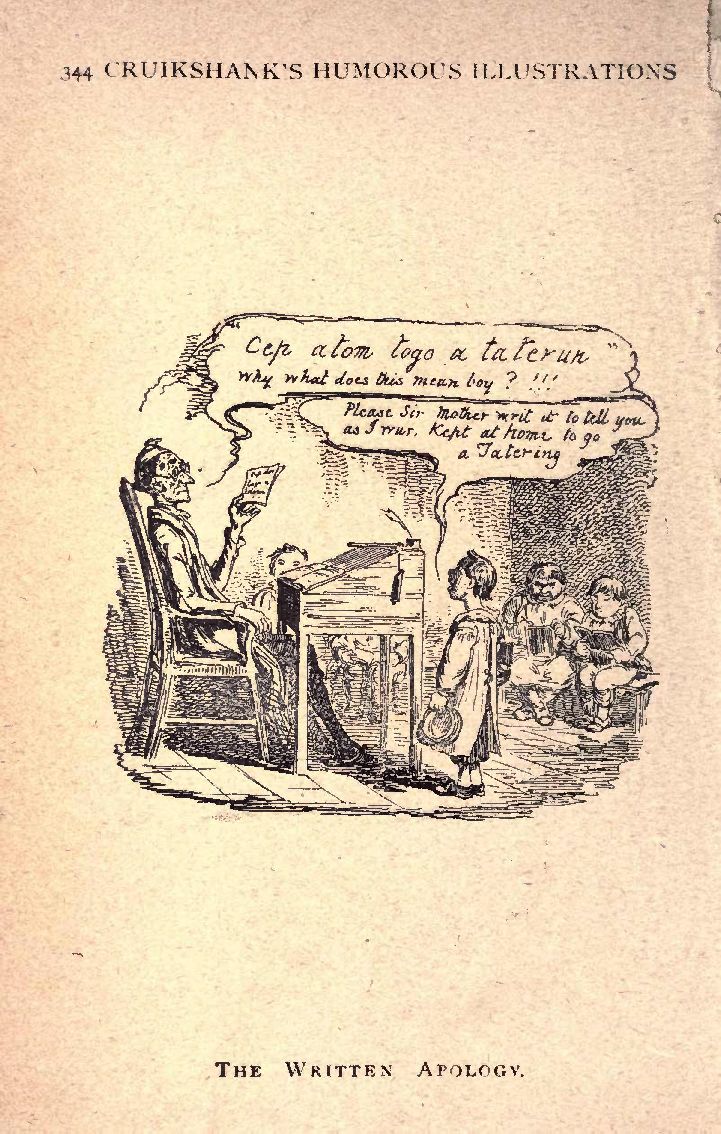 344 CRUIKSHANK'S HUMOROUS ILLUSTRATIONS
"Cep atom togo a taterun"
Why what does this mean boy ? !!!
Please Sir Mother writ it to tell you
as I wur. Kept at home to go
a Tatering
THE WRITTEN APOLOGY.